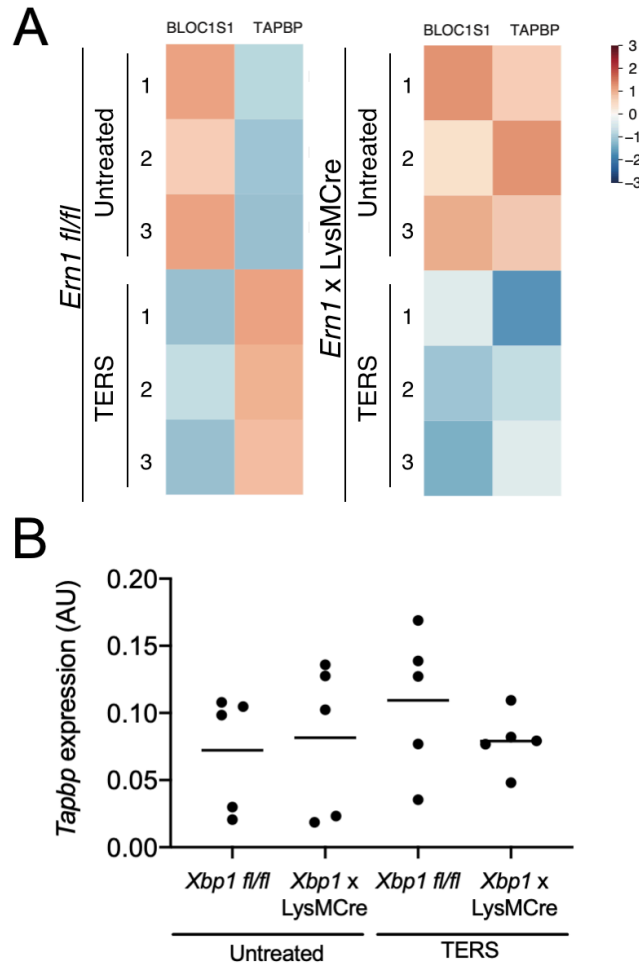 A
BLOC1S1 TAPBP
BLOC1S1 TAPBP
Ern1 fl/fl
Untreated
1
2
3
TERS
1
2
3
Ern1 x LysMCre
Untreated
1
2
3
TERS
1
2
3
3
2
1
0
−1
−2
−3
B
Tapbp expression (AU)
0.20
0.15
0.10
0.05
0.00
Xbp1 fl/fl
Xbp1 x
LysMCre
Xbp1 fl/fl
Xbp1 x
LysMCre
Untreated
TERS